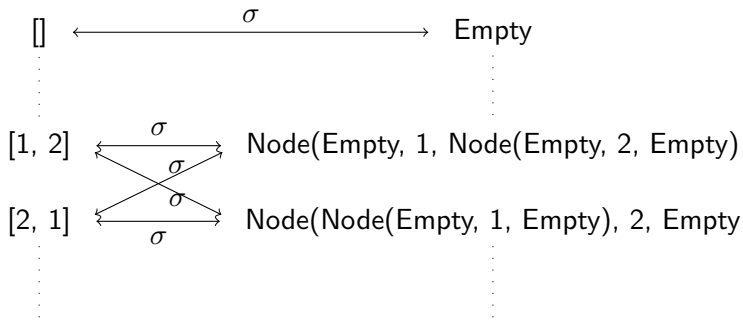 [] σ Empty
σ
[1, 2] Node(Empty, 1, Node(Empty, 2, Empty)
σ
σ
[2, 1] Node(Node(Empty, 1, Empty), 2, Empty
σ